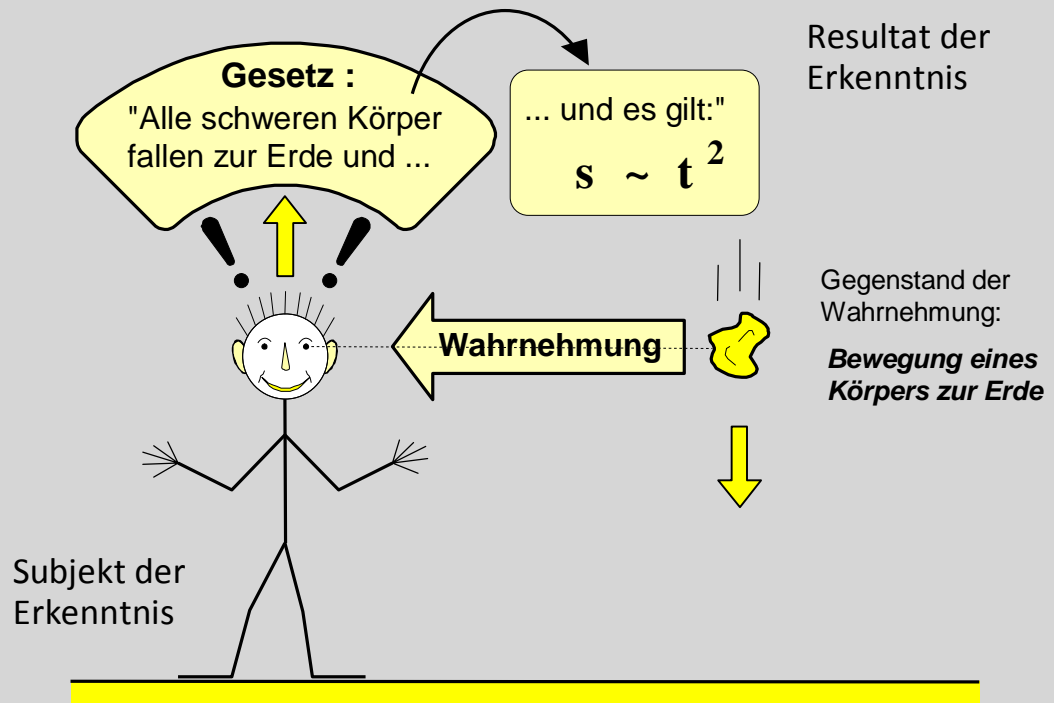 Gesetz :
"Alle schweren Körper
fallen zur Erde und ...
... und es gilt:"
s ~ t²
Resultat der
Erkenntnis
Wahrnehmung
Gegenstand der
Wahrnehmung:
Bewegung eines
Körpers zur Erde
Subjekt der
Erkenntnis